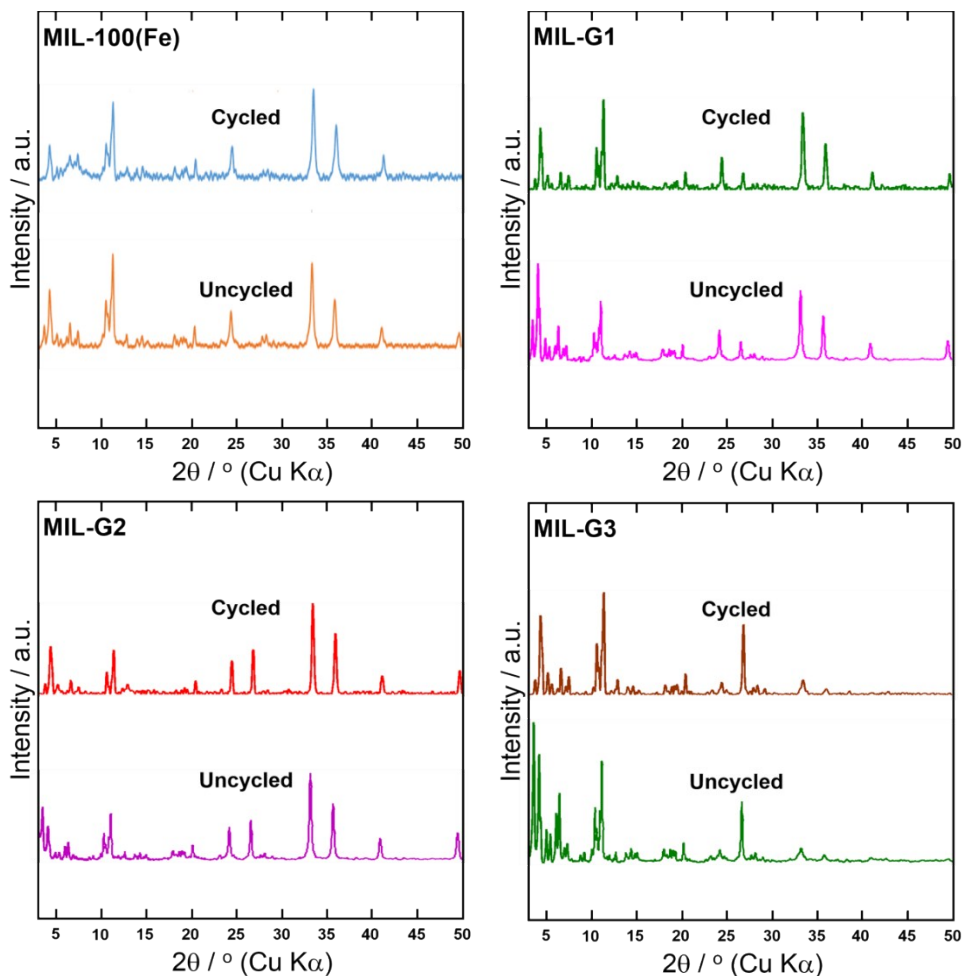 MIL-100(Fe)
Cycled
Uncycled
Intensity / a.u.
5 10 15 20 25 30 35 40 45 50
2θ / ° (Cu Kα)
MIL-G1
Cycled
Uncycled
Intensity / a.u.
5 10 15 20 25 30 35 40 45 50
2θ / ° (Cu Kα)
MIL-G2
Cycled
Uncycled
Intensity / a.u.
5 10 15 20 25 30 35 40 45 50
2θ / ° (Cu Kα)
MIL-G3
Cycled
Uncycled
Intensity / a.u.
5 10 15 20 25 30 35 40 45 50
2θ / ° (Cu Kα)